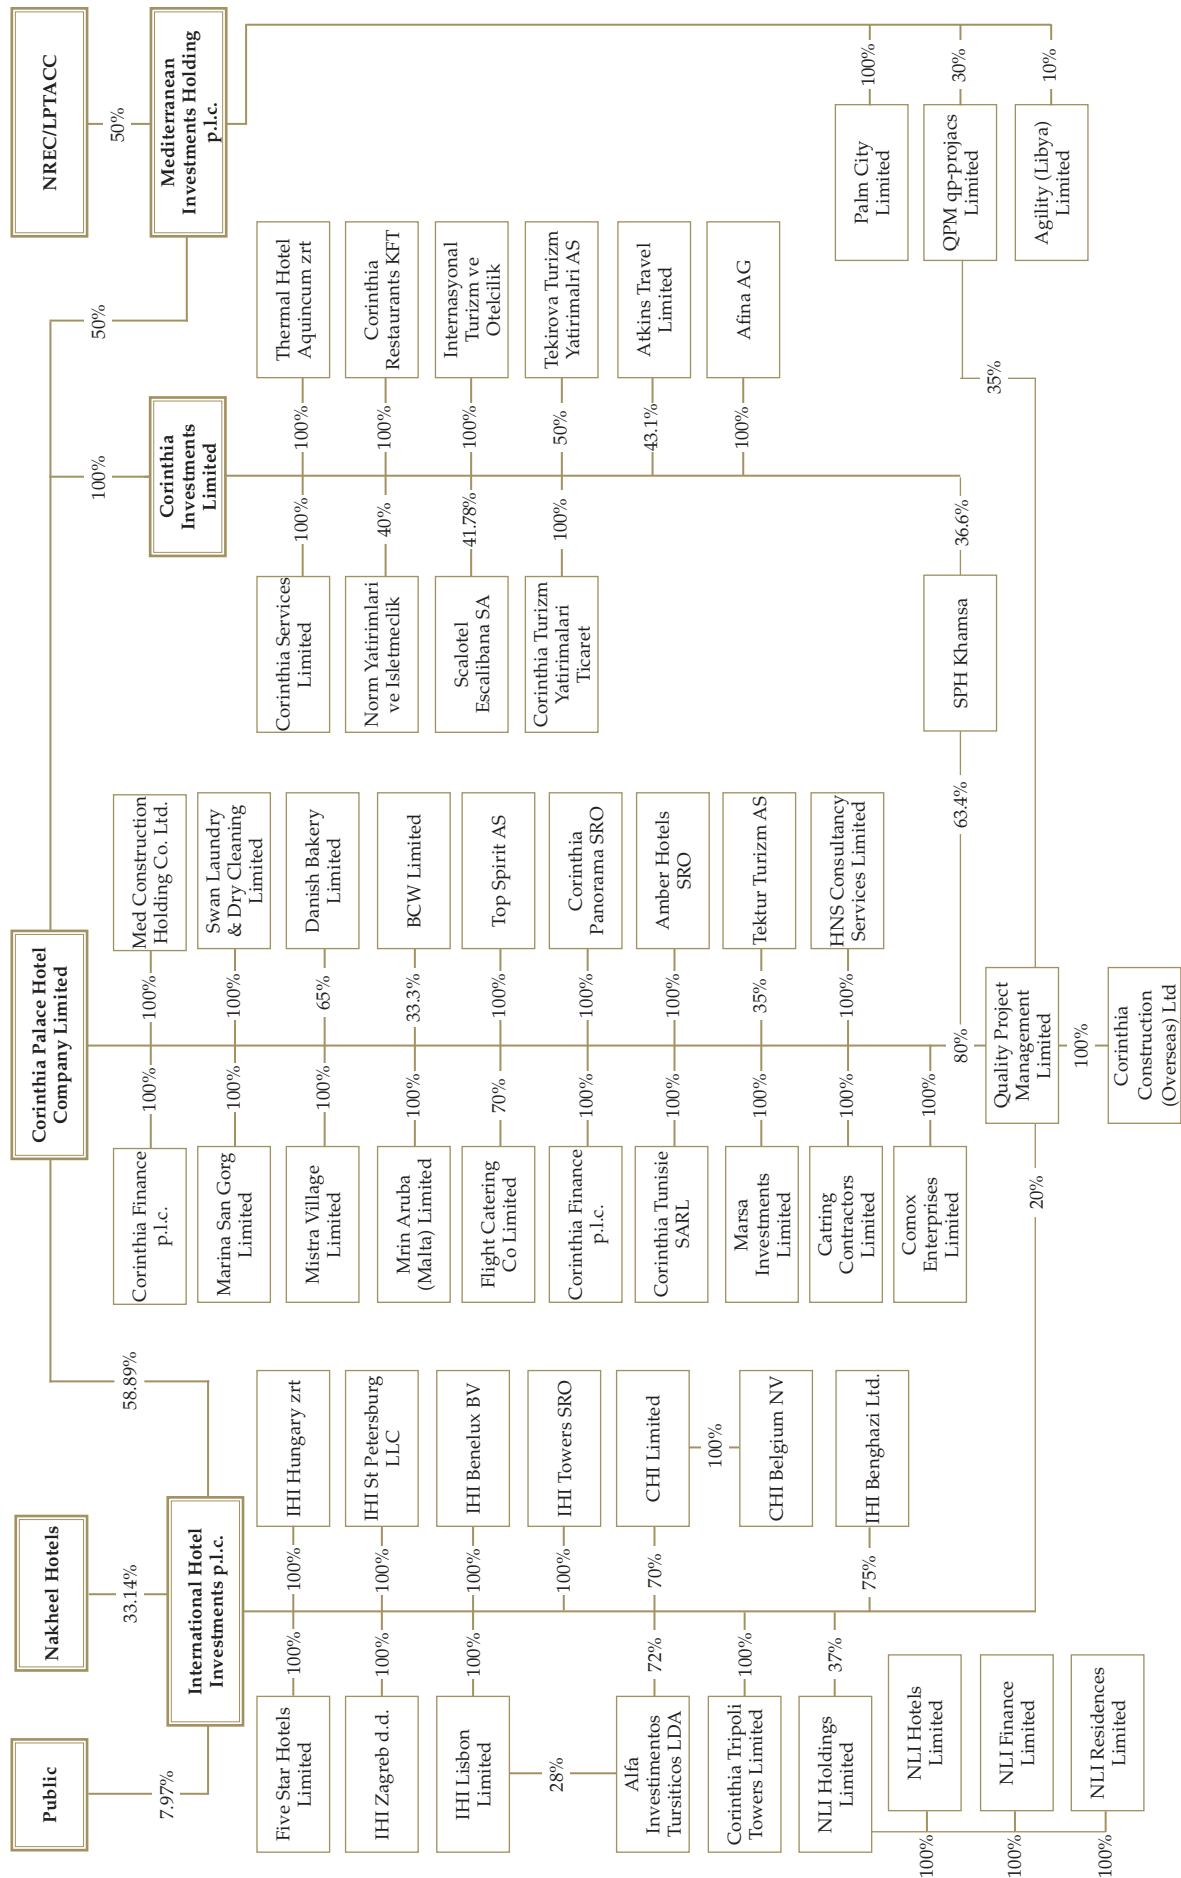 Public
Nakheel Hotels
Corinthia Palace Hotel
Company Limited
NREC/LPTACC
7.97%
33.14%
58.89%
100%
50%
50%
International Hotel
Investments p.l.c.
Corinthia
Investments
Limited
Mediterranean
Investments Holding
p.l.c.
Five Star Hotels
Limited
100%
100%
IHI Hungary zrt
IHI Zagreb d.d.
100%
100%
IHI St Petersburg
LLC
IHI Lisbon
Limited
100%
100%
IHI Benelux BV
28%
100%
IHI Towers SRO
Alfa
Investimentos
Tursiticos LDA
72%
70%
CHI Limited
100%
Corinthia Tripoli
Towers Limited
100%
CHI Belgium NV
NLI Holdings
Limited
37%
75%
IHI Benghazi Ltd.
100%
NLI Hotels
Limited
100%
NLI Finance
Limited
100%
NLI Residences
Limited
Corinthia Finance
p.l.c.
100%
100%
Med Construction
Holding Co. Ltd.
Marina San Gorg
Limited
100%
100%
Swan Laundry
& Dry Cleaning
Limited
Mistra Village
Limited
100%
65%
Danish Bakery
Limited
Mrin Aruba
(Malta) Limited
100%
33.3%
BCW Limited
Flight Catering
Co Limited
70%
100%
Top Spirit AS
Corinthia Finance
p.l.c.
100%
100%
Corinthia
Panorama SRO
Corinthia Tunisie
SARL
100%
100%
Amber Hotels
SRO
Marsa
Investments
Limited
100%
35%
Tektur Turizm AS
Catring
Contractors
Limited
100%
100%
HNS Consultancy
Services Limited
Comox
Enterprises
Limited
100%
Corinthia Services
Limited
100%
100%
Thermal Hotel
Aquincum zrt
Norm Yatirimlari
ve Isletmeclik
40%
100%
Corinthia
Restaurants KFT
Scalotel
Escalibana SA
41.78%
100%
Internasyonal
Turizm ve
Otelcilik
Corinthia Turizm
Yatirimalari
Ticaret
100%
50%
Tekirova Turizm
Yatirimalri AS
43.1%
Atkins Travel
Limited
100%
Afina AG
Palm City
Limited
100%
QPM qp-projacs
Limited
30%
Agility (Libya)
Limited
10%
80%
63.4%
SPH Khamsa
36.6%
35%
20%
Quality Project
Management
Limited
100%
Corinthia
Construction
(Overseas) Ltd